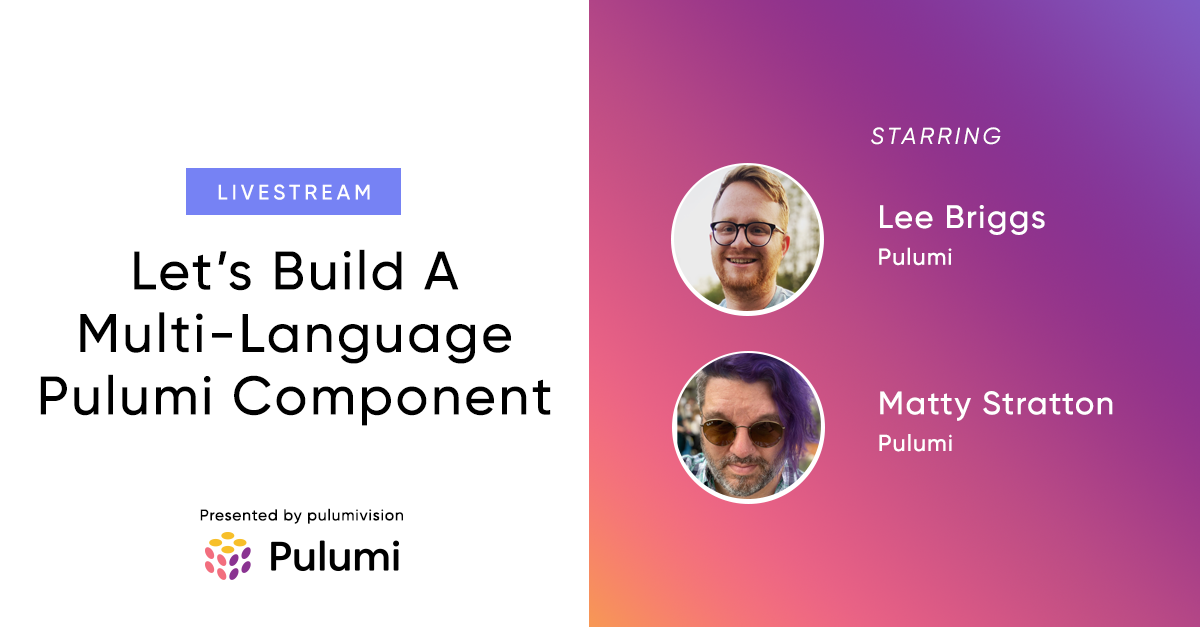 LIVESTREAM
Let’s Build A
Multi-Language
Pulumi Component
Presented by pulumivision
Pulumi
STARRING
Lee Briggs
Pulumi
Matty Stratton
Pulumi